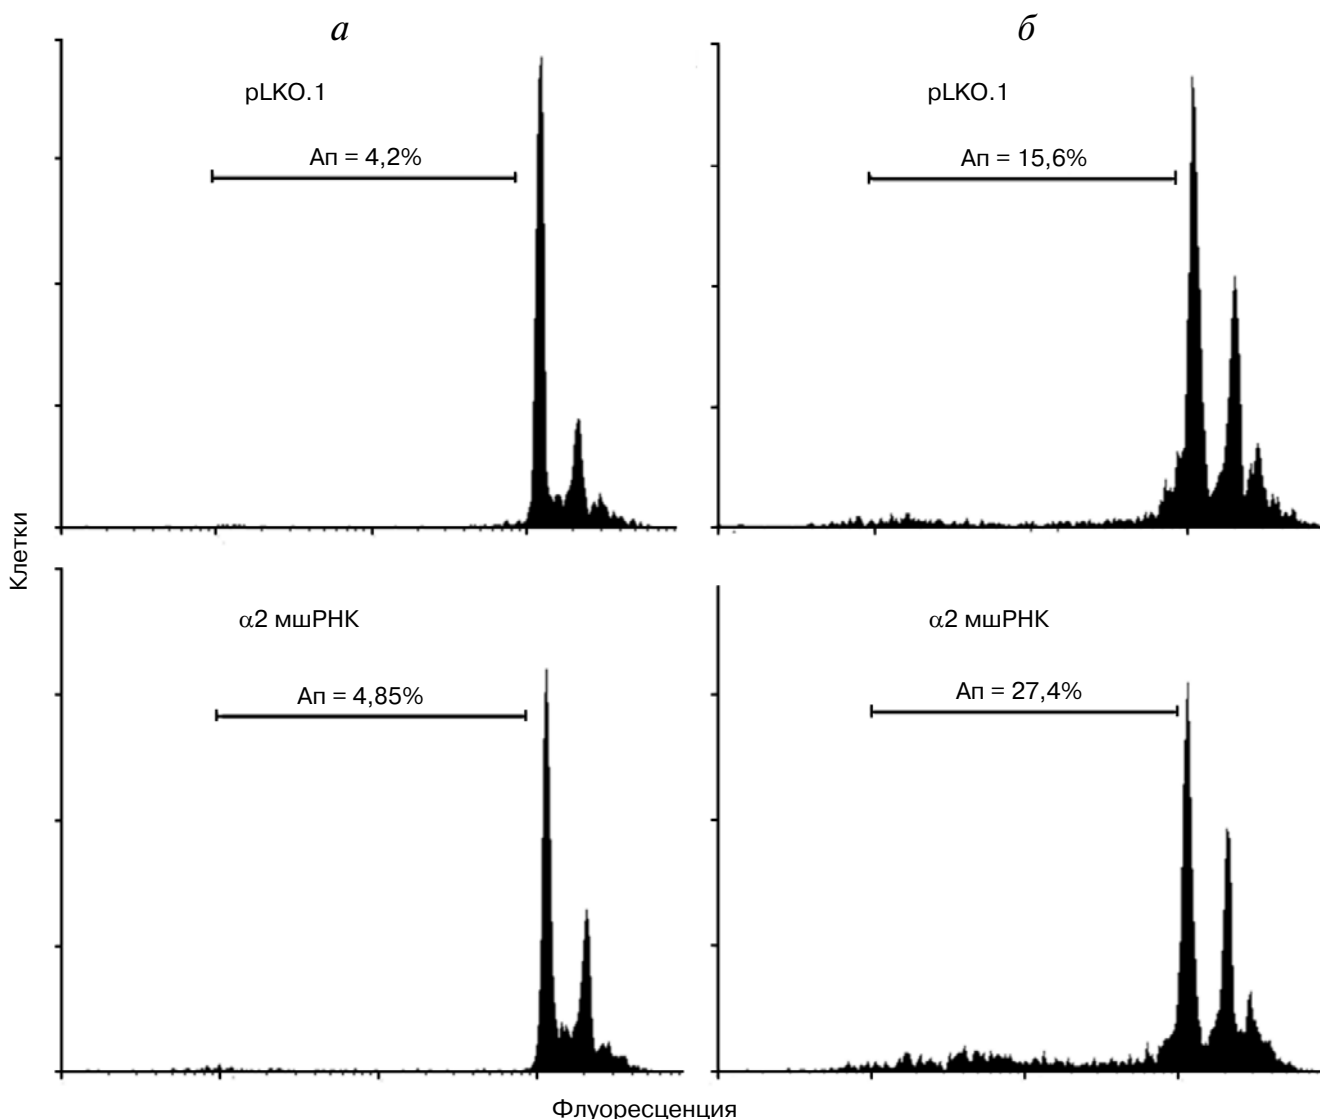 а
б
pLKO.1
Ап = 4,2%
pLKO.1
Ап = 15,6%
Клетки
α2 мшРНК
Ап = 4,85%
α2 мшРНК
Ап = 27,4%
Флуоресценция